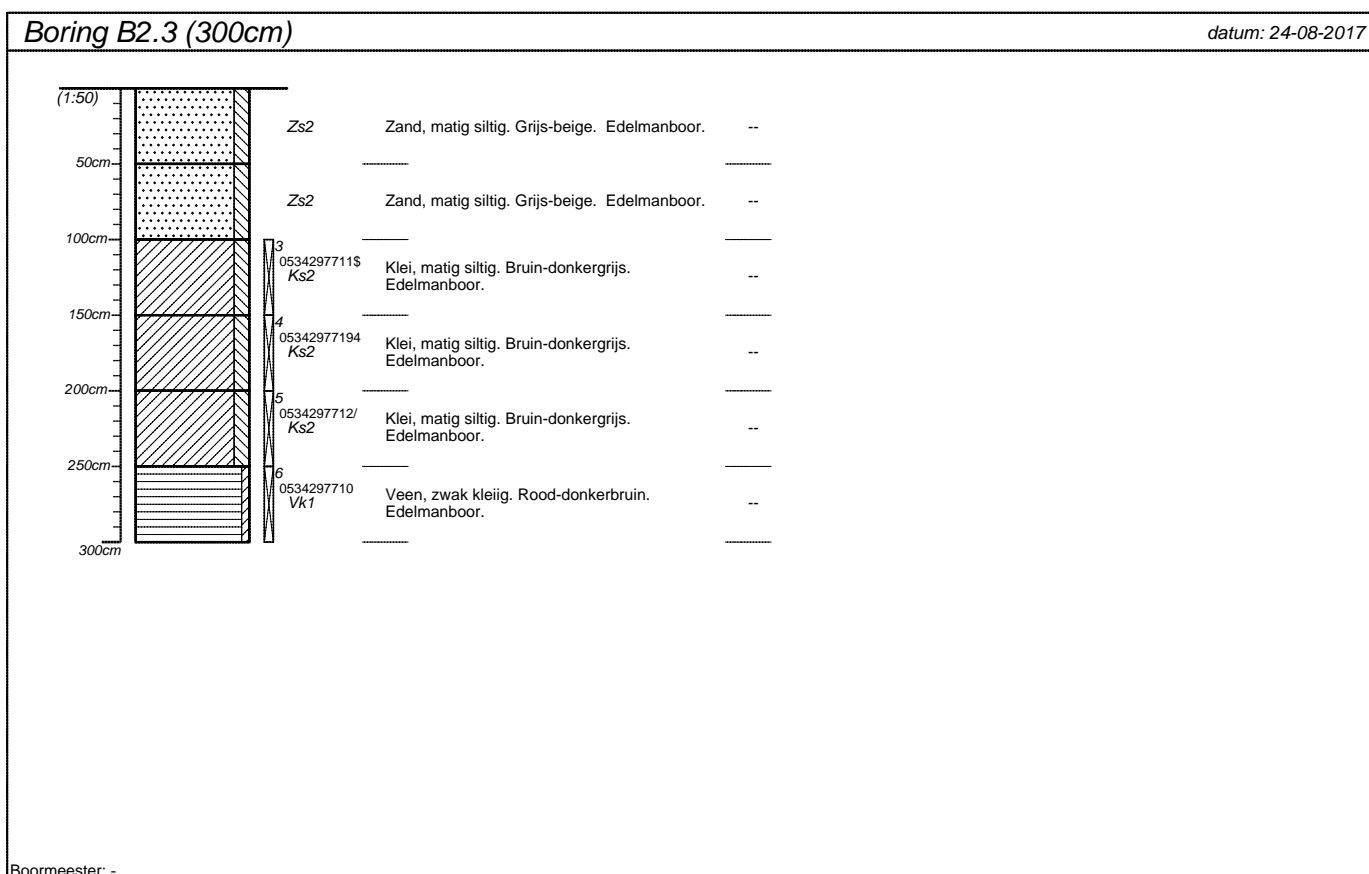 Boring B2.3 (300cm)
datum: 24-08-2017
(1:50)
Zs2 Zand, matig siltig. Grijs-beige. Edelmanboor. --
50cm
Zs2 Zand, matig siltig. Grijs-beige. Edelmanboor. --
100cm
3
0534297711$
Ks2 Klei, matig siltig. Bruin-donkergrijs.
Edelmanboor. --
150cm
4
05342977194
Ks2 Klei, matig siltig. Bruin-donkergrijs.
Edelmanboor. --
200cm
5
0534297712/
Ks2 Klei, matig siltig. Bruin-donkergrijs.
Edelmanboor. --
250cm
6
0534297710
Vk1 Veen, zwak kleiig. Rood-donkerbruin.
Edelmanboor. --
300cm
Boormeester: -